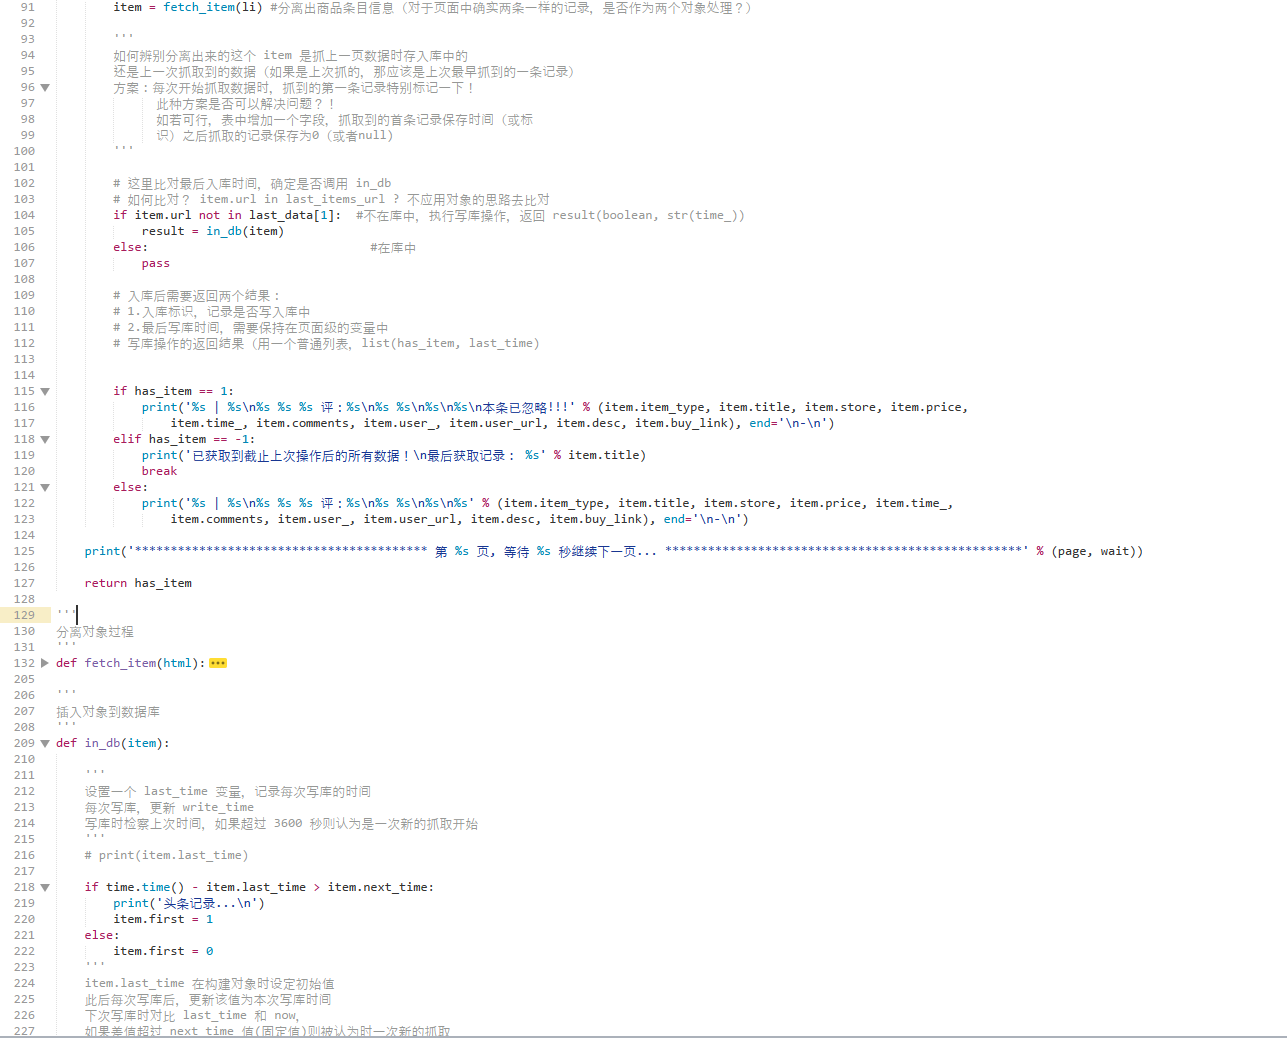 91 item = fetch_item(li) #分离出商品条目信息（对于页面中确实两条一样的记录，是否作为两个对象处理？）
92
93 '''
94 如何辨别分离出来的这个 item 是抓上一页数据时存入库中的
95 还是上一次抓取到的数据（如果是上次抓的，那应该是上次最早抓到的一条记录）
96 方案：每次开始抓取数据时，抓到的第一条记录特别标记一下！
97 此种方案是否可以解决问题？！
98 如若可行，表中增加一个字段，抓取到的首条记录保存时间（或标
99 识）之后抓取的记录保存为0（或者null）
100 '''
101
102 # 这里比对最后入库时间，确定是否调用 in_db
103 # 如何比对？ item.url in last_items_url ? 不应用对象的思路去比对
104 if item.url not in last_data[1]: #不在库中，执行写库操作，返回 result(boolean, str(time_))
105 result = in_db(item)
106 else: #在库中
107 pass
108
109 # 入库后需要返回两个结果：
110 # 1.入库标识，记录是否写入库中
111 # 2.最后写库时间，需要保持在页面级的变量中
112 # 写库操作的返回结果（用一个普通列表，list(has_item, last_time)
113
114
115 if has_item == 1:
116 print('%s | %s\n%s %s %s 评：%s\n%s %s\n%s\n%s\n本条已忽略!!!' % (item.item_type, item.title, item.store, item.price,
117 item.time_, item.comments, item.user_, item.user_url, item.desc, item.buy_link), end='\n-\n')
118 elif has_item == -1:
119 print('已获取到截止上次操作后的所有数据！\n最后获取记录： %s' % item.title)
120 break
121 else:
122 print('%s | %s\n%s %s %s 评：%s\n%s %s\n%s\n%s' % (item.item_type, item.title, item.store, item.price, item.time_,
123 item.comments, item.user_, item.user_url, item.desc, item.buy_link), end='\n-\n')
124
125 print('***************************************** 第 %s 页, 等待 %s 秒继续下一页... **************************************************' % (page, wait))
126
127 return has_item
128
129 '''
130 分离对象过程
131 '''
132 def fetch_item(html):
205
206 '''
207 插入对象到数据库
208 '''
209 def in_db(item):
210
211 '''
212 设置一个 last_time 变量，记录每次写库的时间
213 每次写库，更新 write_time
214 写库时检察上次时间，如果超过 3600 秒则认为是一次新的抓取开始
215 '''
216 # print(item.last_time)
217
218 if time.time() - item.last_time > item.next_time:
219 print('头条记录...\n')
220 item.first = 1
221 else:
222 item.first = 0
223 '''
224 item.last_time 在构建对象时设定初始值
225 此后每次写库后，更新该值为本次写库时间
226 下次写库时对比 last_time 和 now,
227 如果差值超过 next_time 值(固定值)则被认为时一次新的抓取